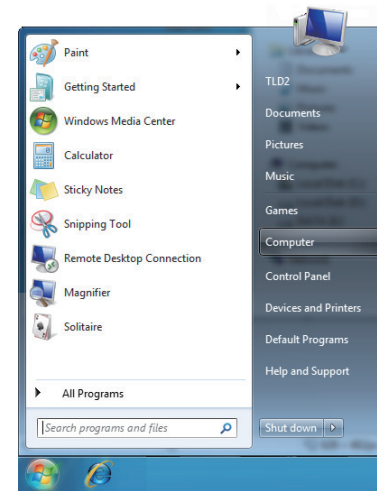 Paint
Getting Started
Windows Media Center
Calculator
Sticky Notes
Snipping Tool
Remote Desktop Connection
Magnifier
Solitaire
All Programs
Search programs and files
TLD2
Documents
Pictures
Music
Games
Computer
Control Panel
Devices and Printers
Default Programs
Help and Support
Shut down